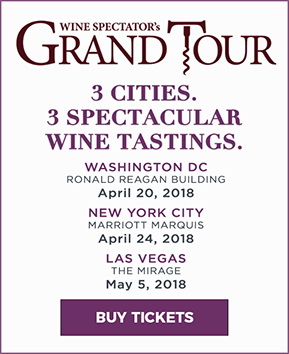 WINE SPECTATOR'S
GRAND TOUR
3 CITIES.
3 SPECTACULAR
WINE TASTINGS.
WASHINGTON DC
RONALD REAGAN BUILDING
April 20, 2018
NEW YORK CITY
MARRIOTT MARQUIS
April 24, 2018
LAS VEGAS
THE MIRAGE
May 5, 2018
BUY TICKETS